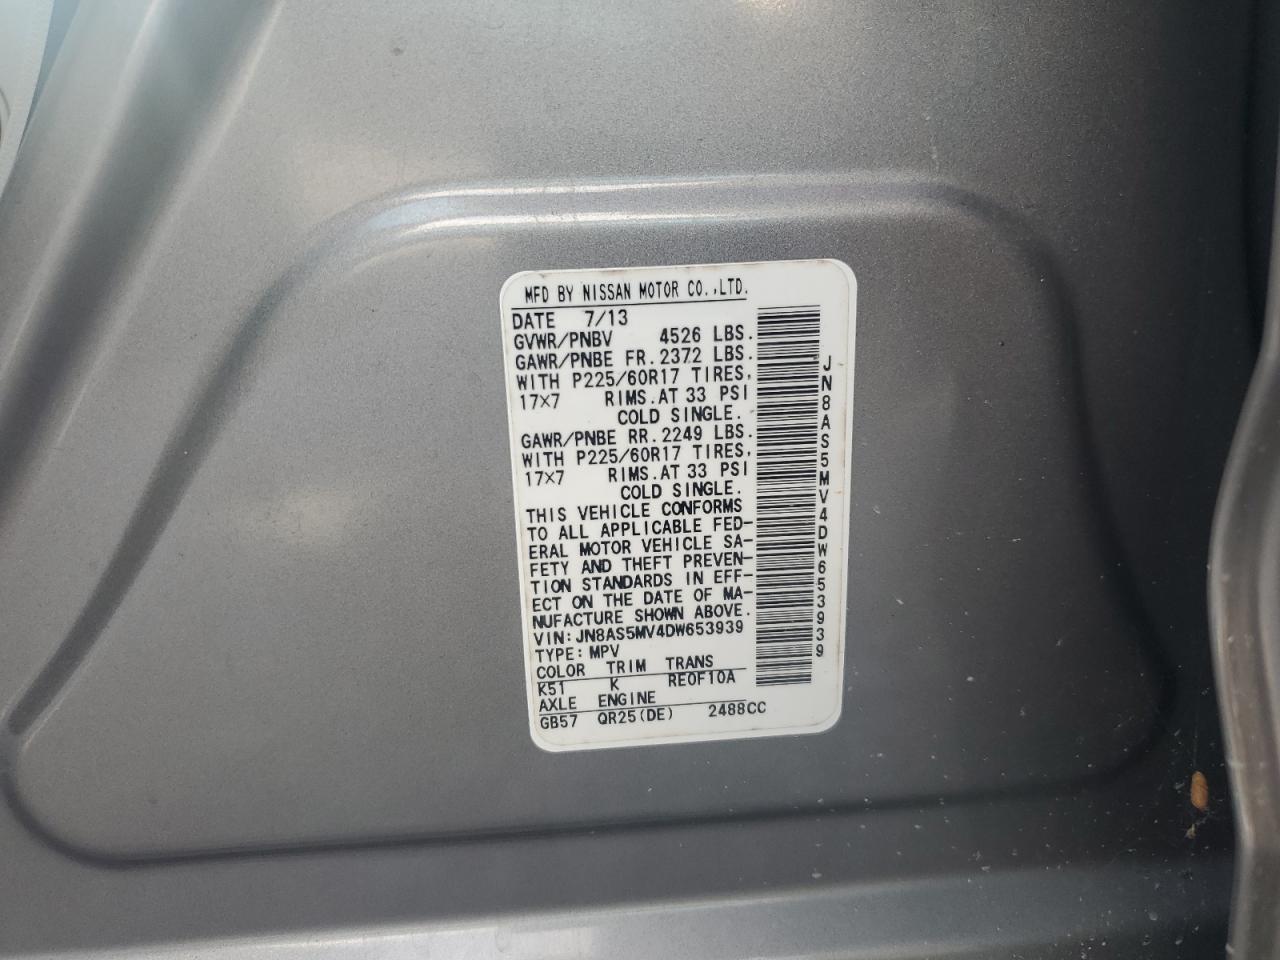 MFD BY NISSAN MOTOR CO.,LTD.
DATE 7/13
GVWR/PNBV 4526 LBS.
GAWR/PNBE FR. 2372 LBS.
WITH P225/60R17 TIRES,
17×7 RIMS.AT 33 PSI
COLD SINGLE.
GAWR/PNBE RR. 2249 LBS.
WITH P225/60R17 TIRES,
17×7 RIMS.AT 33 PSI
COLD SINGLE.
THIS VEHICLE CONFORMS
TO ALL APPLICABLE FED-
ERAL MOTOR VEHICLE SA-
FETY AND THEFT PREVEN-
TION STANDARDS IN EFF-
ECT ON THE DATE OF MA-
NUFACTURE SHOWN ABOVE.
VIN: JN8AS5MV4DW653939
TYPE: MPV
COLOR TRIM TRANS
K51 K RE0F10A
AXLE ENGINE
GB57 QR25(DE) 2488CC
JN8AS5MV4DW653939